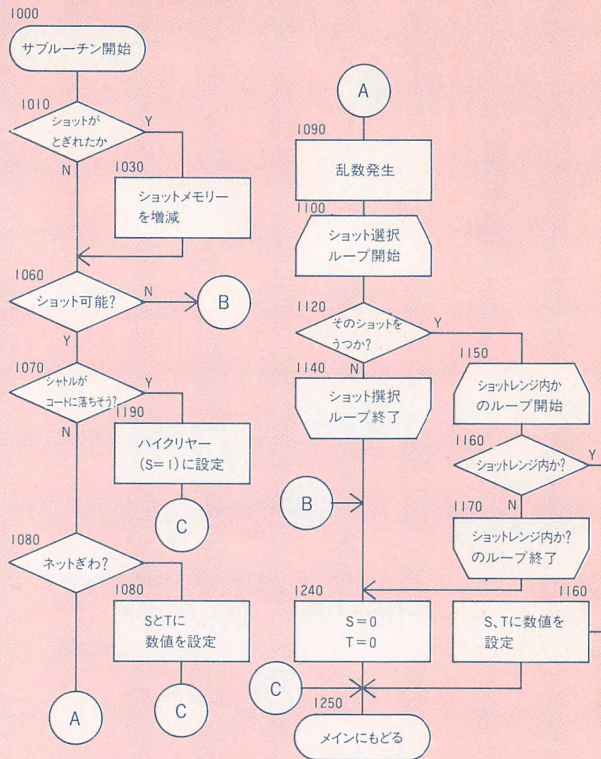 1000
サブルーチン開始
1010
ショットが
とぎれたか
Y
N
1030
ショットメモリー
を増減
1060
ショット可能?
N
B
Y
1070
シャトルが
コートに落ちそう?
Y
N
1190
ハイクリヤー
(S=1)に設定
C
1080
ネットぎわ?
1080
SとTに
数値を設定
C
A
A
1090
乱数発生
1100
ショット選択
ループ開始
1120
そのショットを
うつか?
Y
N
1140
ショット選択
ループ終了
1150
ショットレンジ内か
のループ開始
1160
ショットレンジ内か?
Y
N
1170
ショットレンジ内か?
のループ終了
B
1240
S=0
T=0
1160
S、Tに数値を
設定
C
1250
メインにもどる